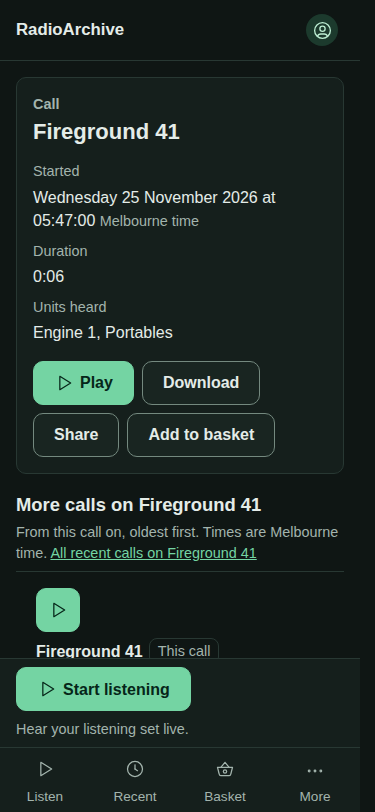 RadioArchive
Call
Fireground 41
Started
Wednesday 25 November 2026 at
05:47:00 Melbourne time
Duration
0:06
Units heard
Engine 1, Portables
Play
Download
Share
Add to basket
More calls on Fireground 41
From this call on, oldest first. Times are Melbourne
time. All recent calls on Fireground 41
Fireground 41 This call
Start listening
Hear your listening set live.
Listen
Recent
Basket
More